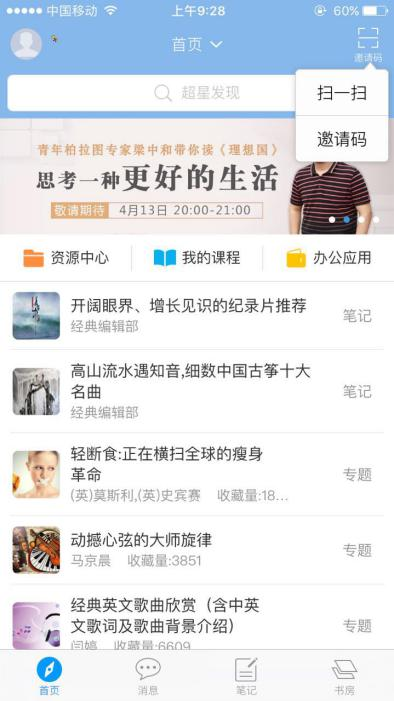 中国移动
上午9:28
60%
首页
邀请码
超星发现
扫一扫
邀请码
青年柏拉图专家梁中和带你读《理想国》
思考一种更好的生活
敬请期待 4月13日 20:00-21:00
资源中心
我的课程
办公应用
开阔眼界、增长见识的纪录片推荐
经典编辑部
笔记
高山流水遇知音,细数中国古筝十大
名曲
经典编辑部
笔记
轻断食:正在横扫全球的瘦身
革命
(英)莫斯利,(英)史宾赛 收藏量:18...
专题
动撼心弦的大师旋律
马京晨 收藏量:3851
专题
经典英文歌曲欣赏（含中英
文歌词及歌曲背景介绍）
闫婷 收藏量:6609
专题
首页
消息
笔记
书房